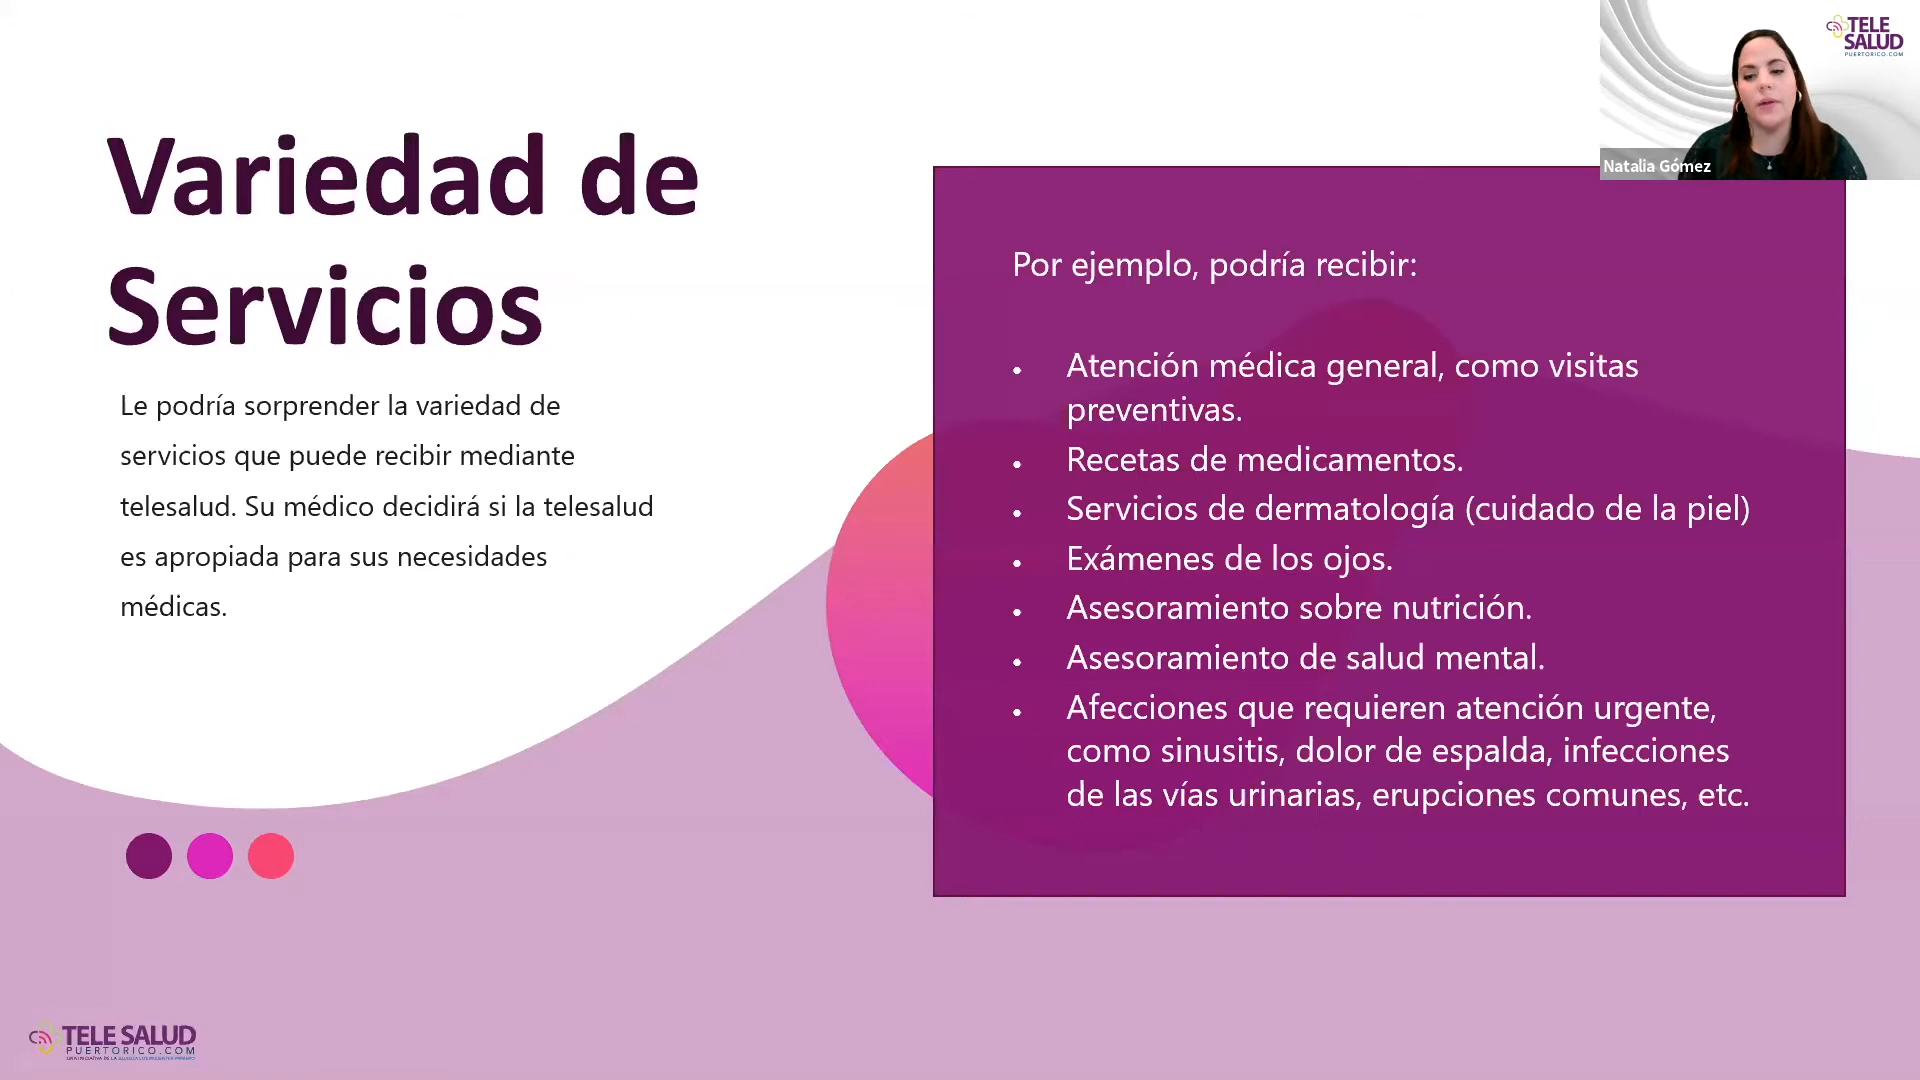 TELE
SALUD
PUERTORICO.COM
Natalia Gómez
Variedad de
Servicios
Le podría sorprender la variedad de
servicios que puede recibir mediante
telesalud. Su médico decidirá si la telesalud
es apropiada para sus necesidades
médicas.
Por ejemplo, podría recibir:
• Atención médica general, como visitas
preventivas.
• Recetas de medicamentos.
• Servicios de dermatología (cuidado de la piel)
• Exámenes de los ojos.
• Asesoramiento sobre nutrición.
• Asesoramiento de salud mental.
• Afecciones que requieren atención urgente,
como sinusitis, dolor de espalda, infecciones
de las vías urinarias, erupciones comunes, etc.
TELE SALUD
PUERTORICO.COM